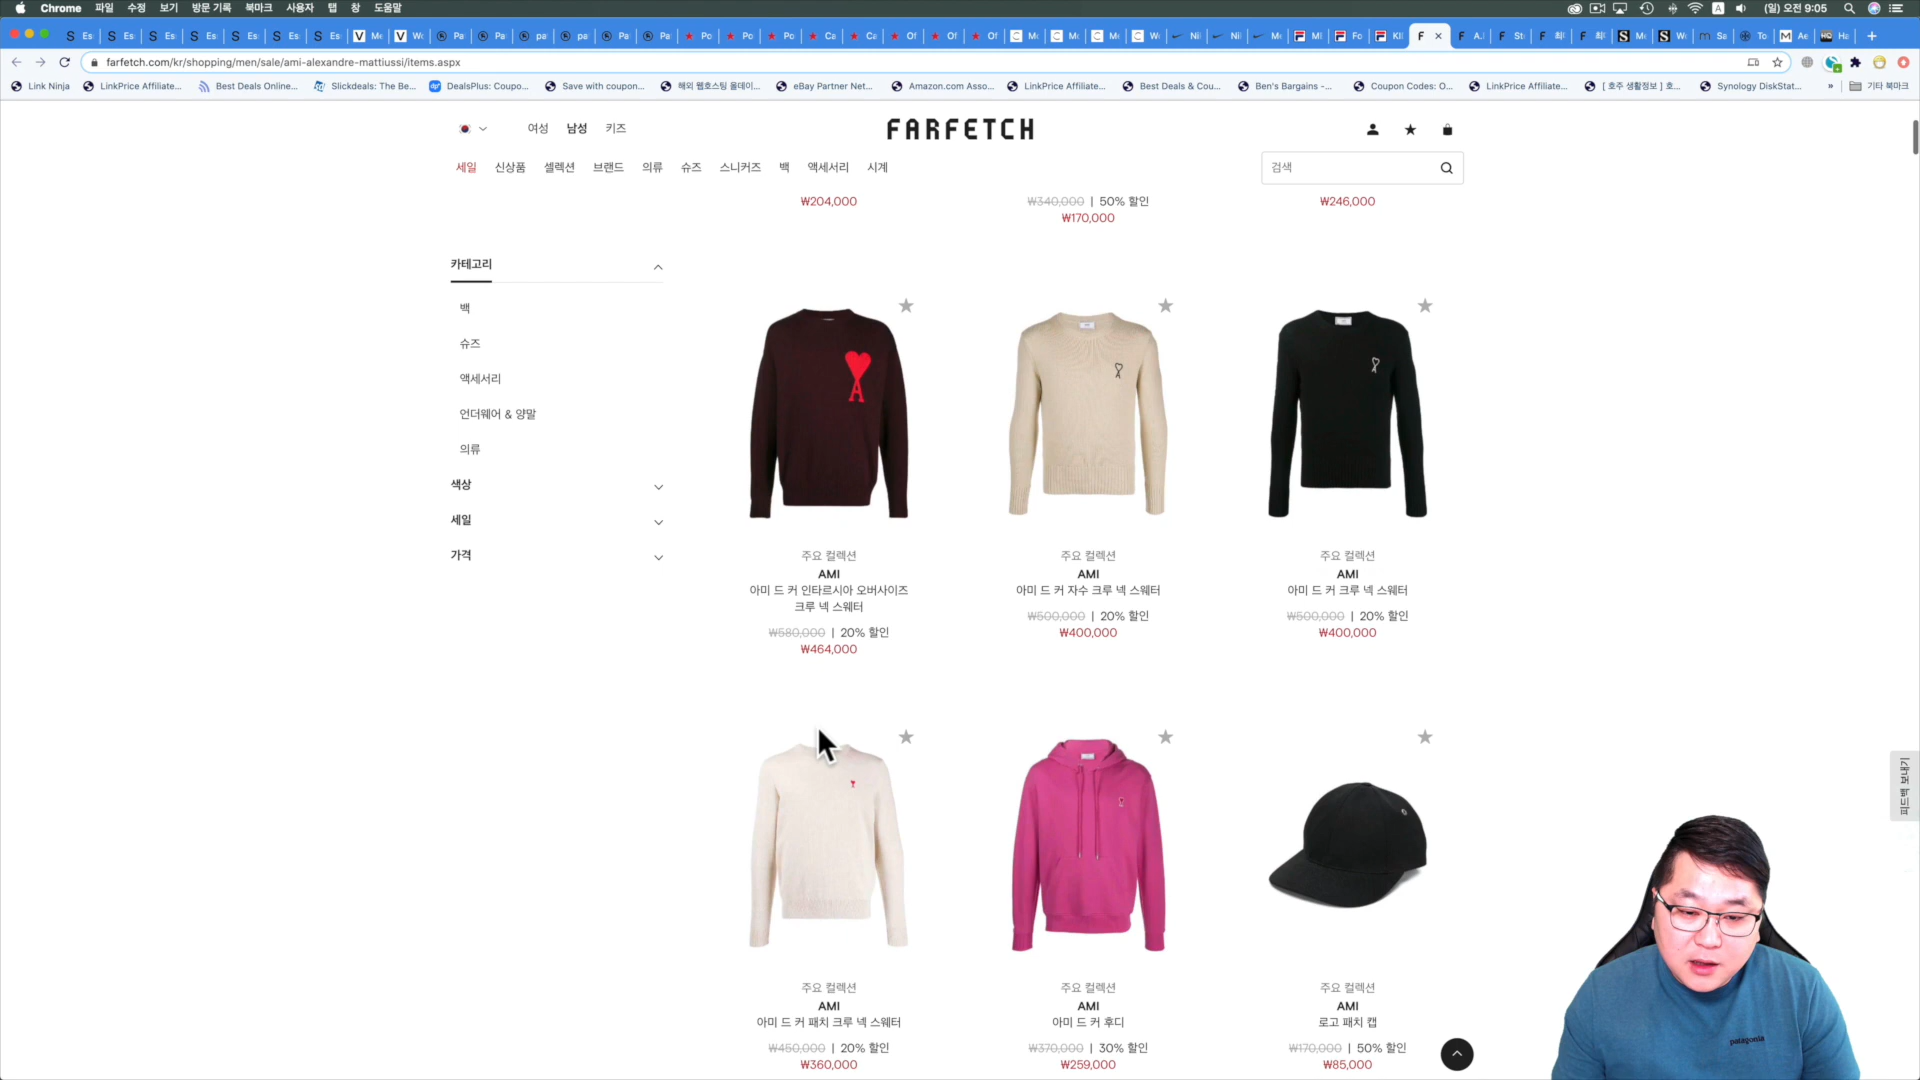 Chrome 파일 수정 보기 방문 기록 북마크 사용자 탭 창 도움말
A (일) 오전 9:05
farfetch.com/kr/shopping/men/sale/ami-alexandre-mattiussi/items.aspx
Link Ninja LinkPrice Affiliate... Best Deals Online... Slickdeals: The Be... DealsPlus: Coupo... Save with coupon... 해외 웹호스팅 올데이... eBay Partner Net... Amazon.com Asso... LinkPrice Affiliate... Best Deals & Cou... Ben's Bargains -... Coupon Codes: O... LinkPrice Affiliate... [ 호주 생활정보 ] 호... Synology DiskStat... » 기타 북마크
여성 남성 키즈
FARFETCH
세일 신상품 셀렉션 브랜드 의류 슈즈 스니커즈 백 액세서리 시계
검색
₩204,000
₩340,000 | 50% 할인
₩170,000
₩246,000
카테고리
백
슈즈
액세서리
언더웨어 & 양말
의류
색상
세일
가격
주요 컬렉션
AMI
아미 드 커 인타르시아 오버사이즈
크루 넥 스웨터
₩580,000 | 20% 할인
₩464,000
주요 컬렉션
AMI
아미 드 커 자수 크루 넥 스웨터
₩500,000 | 20% 할인
₩400,000
주요 컬렉션
AMI
아미 드 커 크루 넥 스웨터
₩500,000 | 20% 할인
₩400,000
주요 컬렉션
AMI
아미 드 커 패치 크루 넥 스웨터
₩450,000 | 20% 할인
₩360,000
주요 컬렉션
AMI
아미 드 커 후디
₩370,000 | 30% 할인
₩259,000
주요 컬렉션
AMI
로고 패치 캡
₩170,000 | 50% 할인
₩85,000
피드백 보내기
patagonia